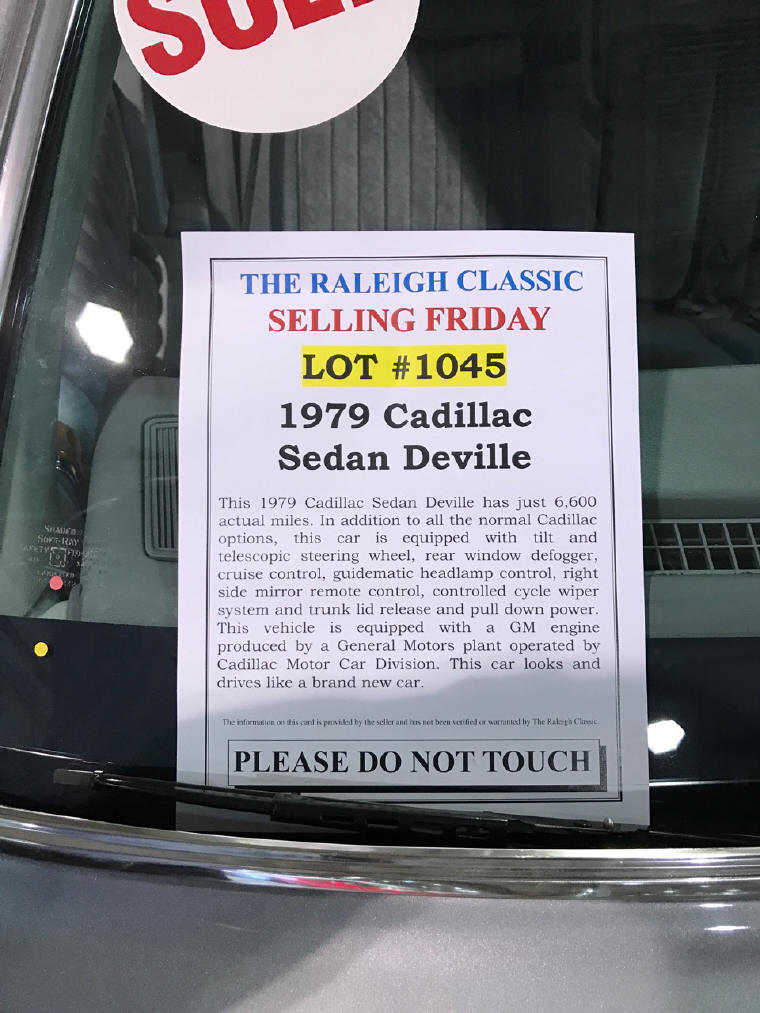 SOLD
THE RALEIGH CLASSIC
SELLING FRIDAY
LOT #1045
1979 Cadillac
Sedan Deville
This 1979 Cadillac Sedan Deville has just 6,600
actual miles. In addition to all the normal Cadillac
options, this car is equipped with tilt and
telescopic steering wheel, rear window defogger,
cruise control, guidematic headlamp control, right
side mirror remote control, controlled cycle wiper
system and trunk lid release and pull down power.
This vehicle is equipped with a GM engine
produced by a General Motors plant operated by
Cadillac Motor Car Division. This car looks and
drives like a brand new car.
The information on this card is provided by the seller and has not been verified or warranted by The Raleigh Classic.
PLEASE DO NOT TOUCH
SHADED
SOFT-RAY